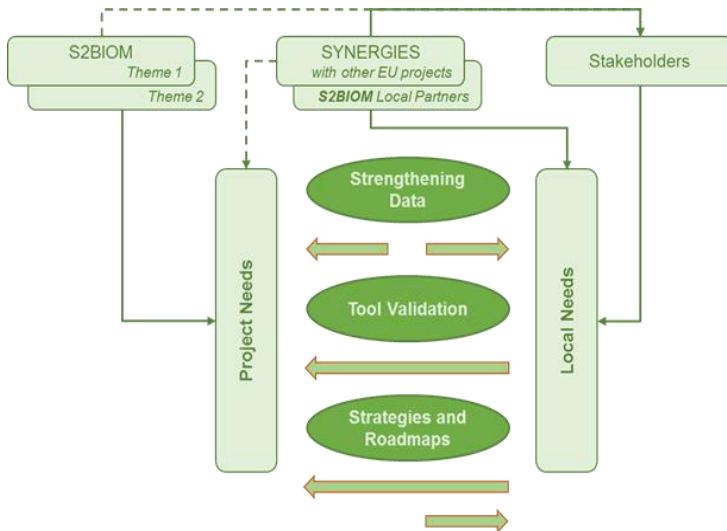 S2BIOM
Theme 1
Theme 2
SYNERGIES
with other EU projects
S2BIOM Local Partners
Stakeholders
Project Needs
Strengthening
Data
Tool Validation
Strategies and
Roadmaps
Local Needs